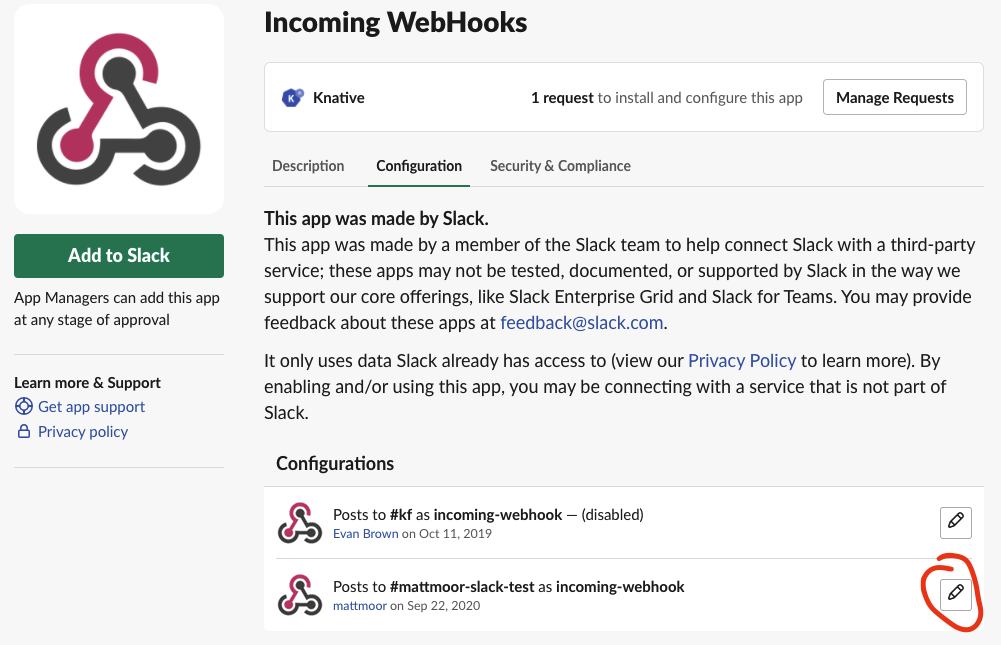 Incoming WebHooks
K
Knative
1 request to install and configure this app
Manage Requests
Description
Configuration
Security & Compliance
Add to Slack
App Managers can add this app
at any stage of approval
Learn more & Support
Get app support
Privacy policy
This app was made by Slack.
This app was made by a member of the Slack team to help connect Slack with a third-party
service; these apps may not be tested, documented, or supported by Slack in the way we
support our core offerings, like Slack Enterprise Grid and Slack for Teams. You may provide
feedback about these apps at feedback@slack.com.
It only uses data Slack already has access to (view our Privacy Policy to learn more). By
enabling and/or using this app, you may be connecting with a service that is not part of
Slack.
Configurations
Posts to #kf as incoming-webhook — (disabled)
Evan Brown on Oct 11, 2019
Posts to #mattmoor-slack-test as incoming-webhook
mattmoor on Sep 22, 2020